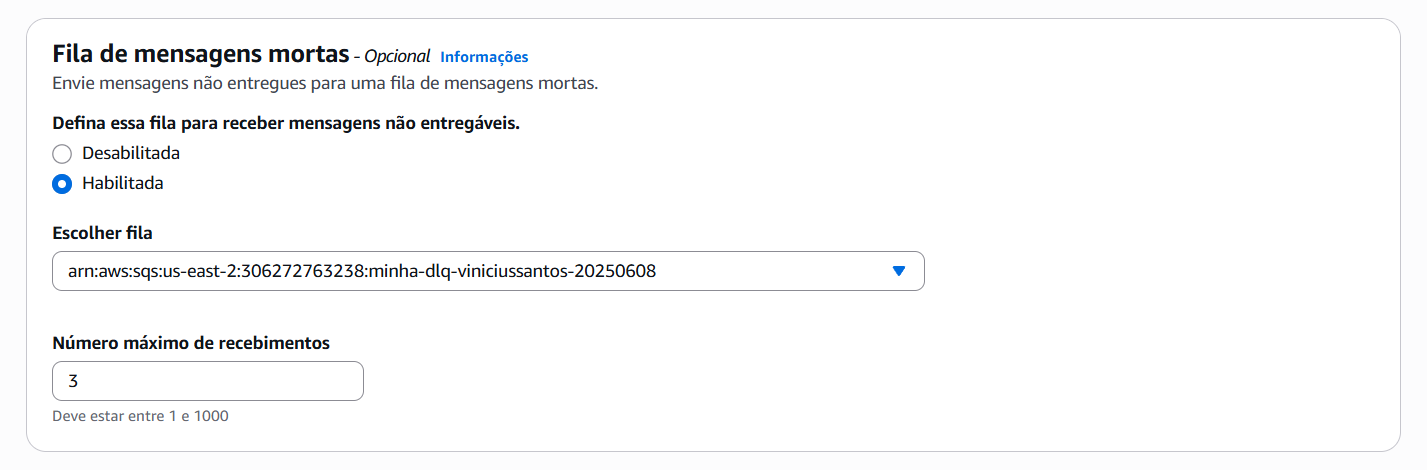 Fila de mensagens mortas - Opcional Informações
Envie mensagens não entregues para uma fila de mensagens mortas.
Defina essa fila para receber mensagens não entregáveis.
Desabilitada
Habilitada
Escolher fila
arn:aws:sqs:us-east-2:306272763238:minha-dlq-viniciussantos-20250608
Número máximo de recebimentos
3
Deve estar entre 1 e 1000